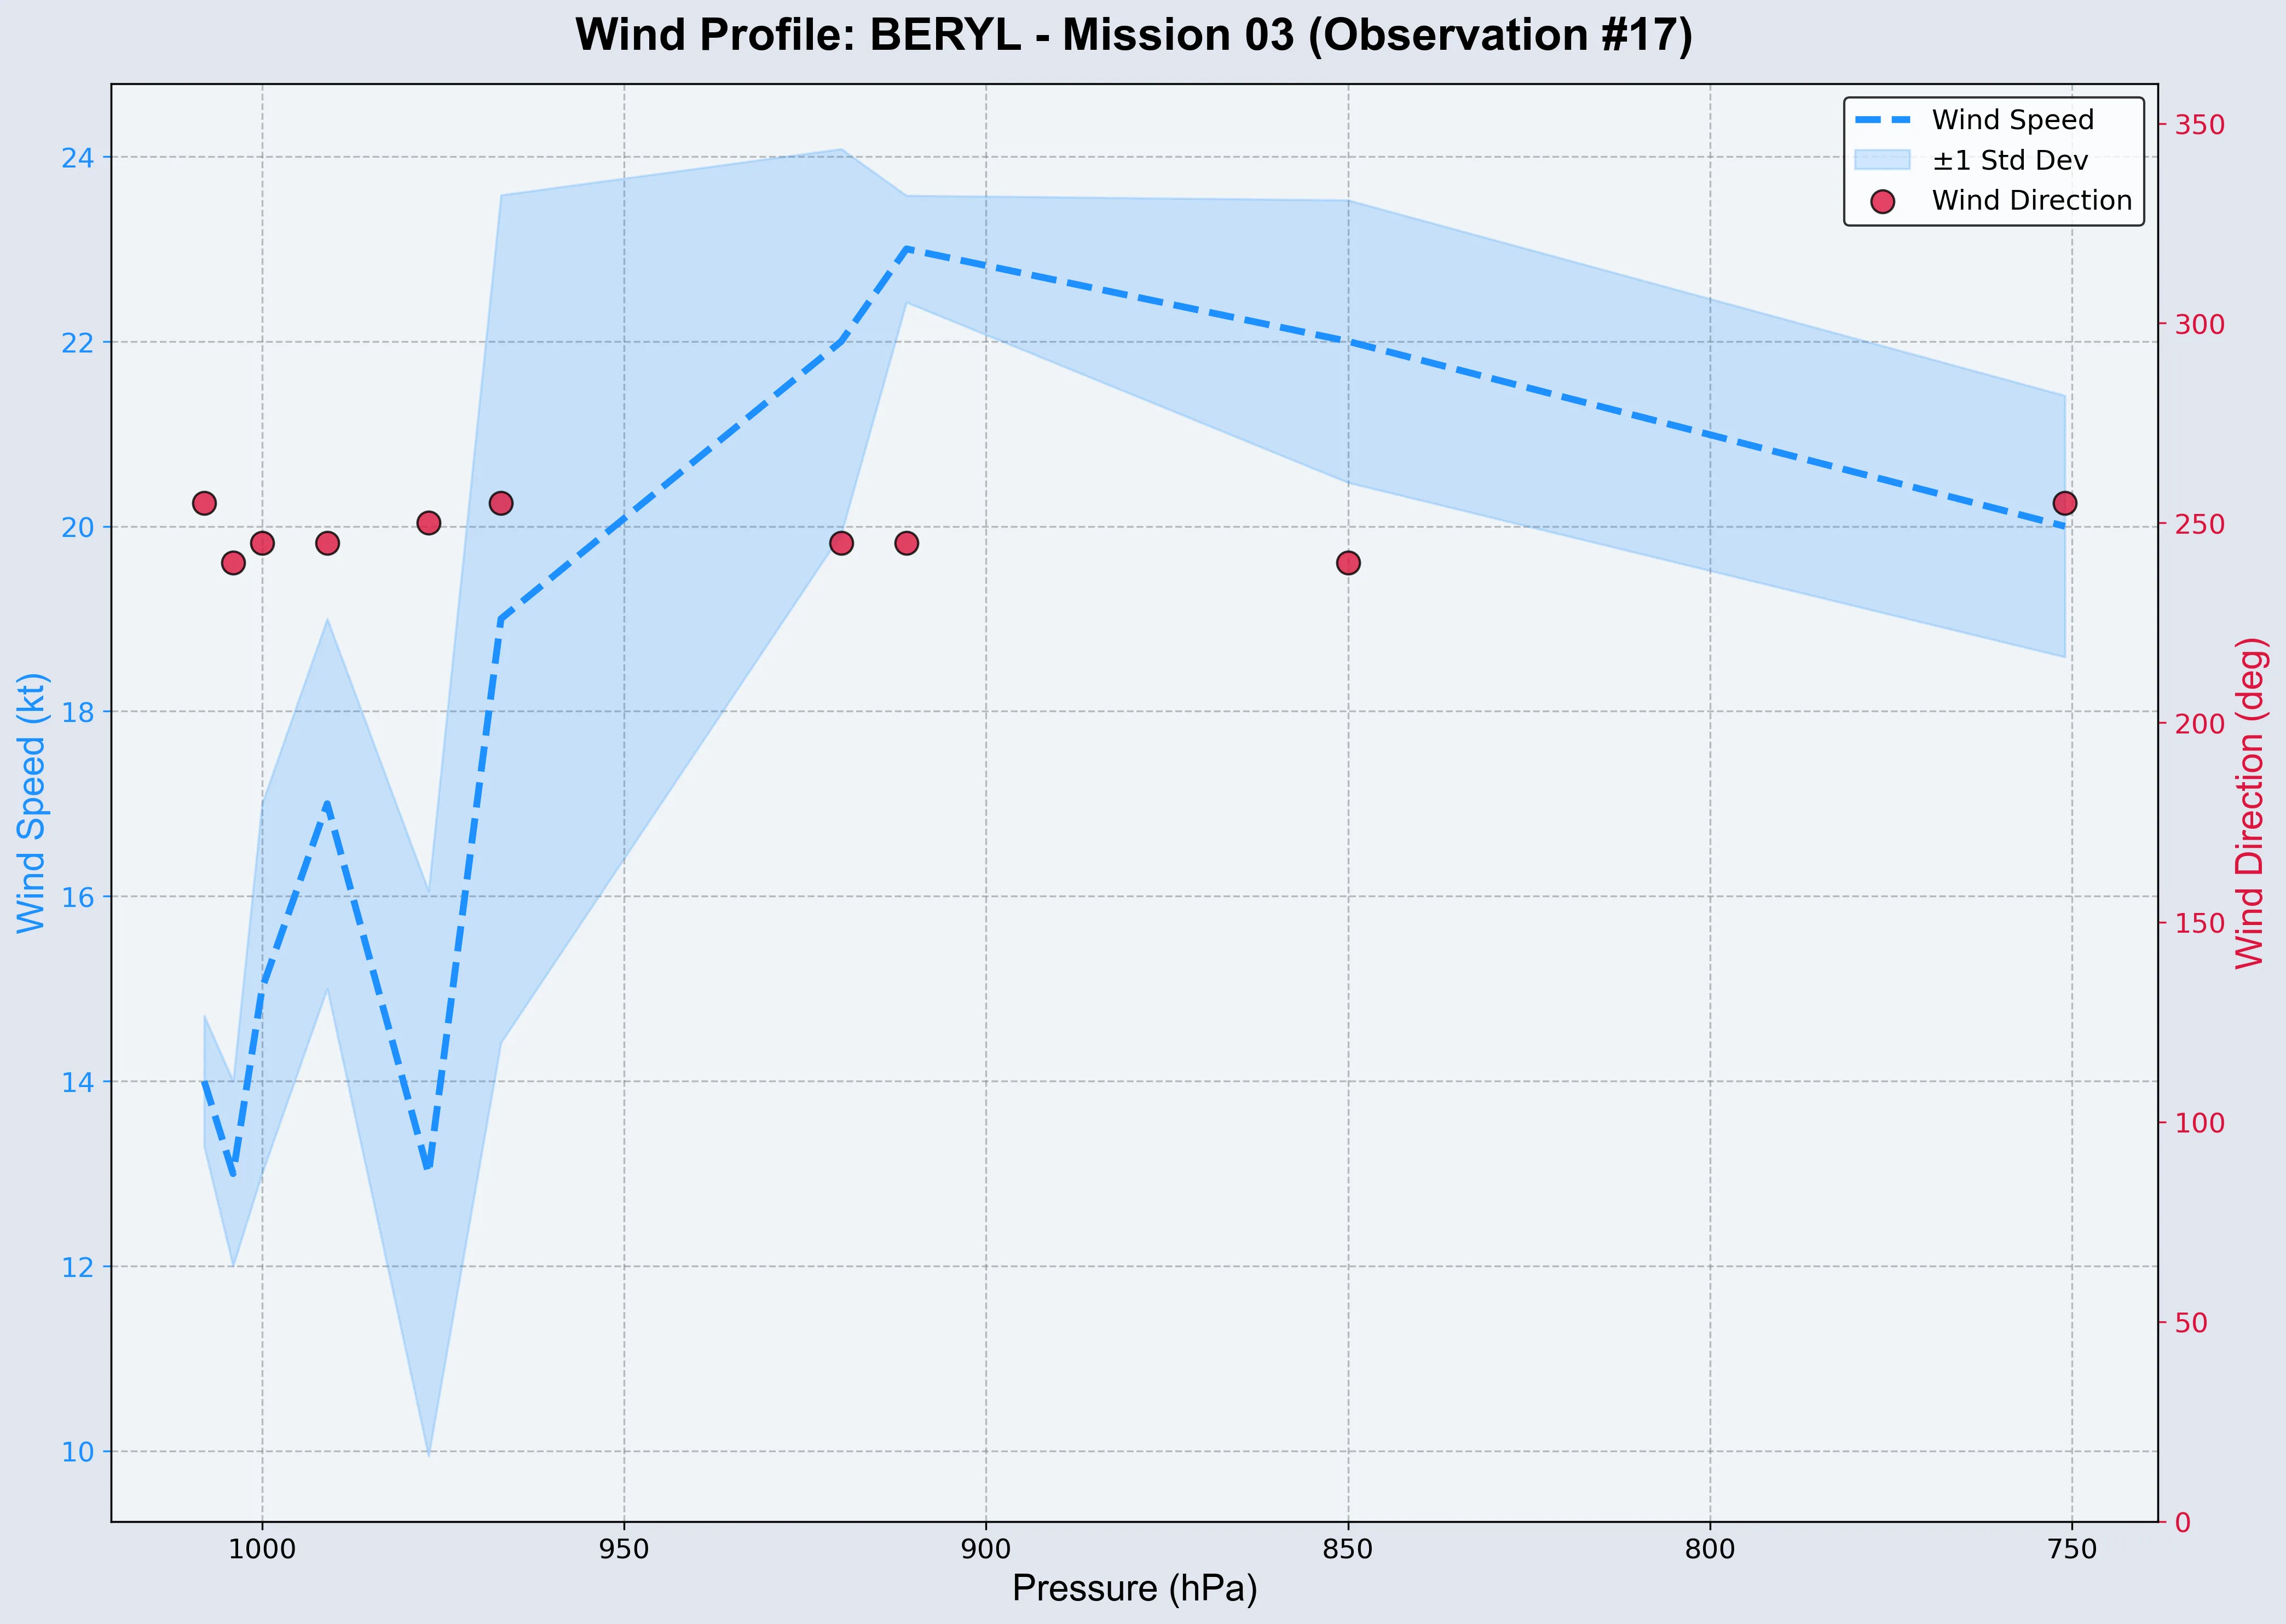 Wind Profile: BERYL - Mission 03 (Observation #17)
Wind Speed
±1 Std Dev
Wind Direction
Wind Speed (kt)
24
22
20
18
16
14
12
10
350
300
250
200
150
100
50
0
Wind Direction (deg)
1000 950 900 850 800 750
Pressure (hPa)